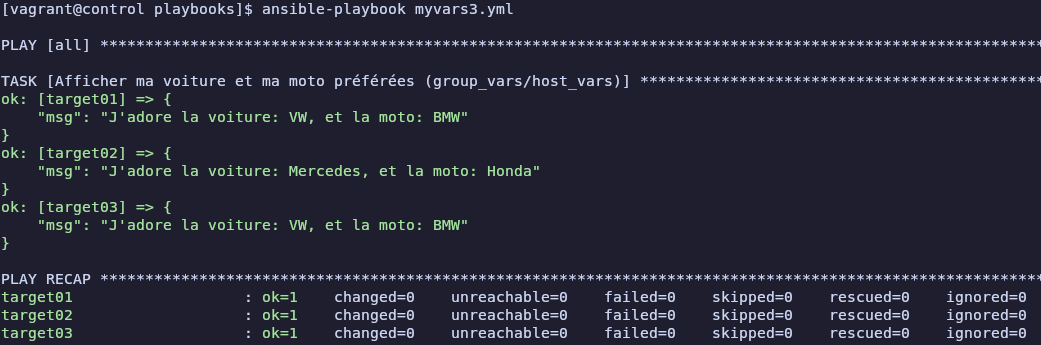 [vagrant@control playbooks]$ ansible-playbook myvars3.yml
PLAY [all] *********************************************************************************************************
TASK [Afficher ma voiture et ma moto préférées (group_vars/host_vars)] *********************************************
ok: [target01] => {
    "msg": "J'adore la voiture: VW, et la moto: BMW"
}
ok: [target02] => {
    "msg": "J'adore la voiture: Mercedes, et la moto: Honda"
}
ok: [target03] => {
    "msg": "J'adore la voiture: VW, et la moto: BMW"
}
PLAY RECAP *********************************************************************************************************
target01                   : ok=1    changed=0    unreachable=0    failed=0    skipped=0    rescued=0    ignored=0
target02                   : ok=1    changed=0    unreachable=0    failed=0    skipped=0    rescued=0    ignored=0
target03                   : ok=1    changed=0    unreachable=0    failed=0    skipped=0    rescued=0    ignored=0